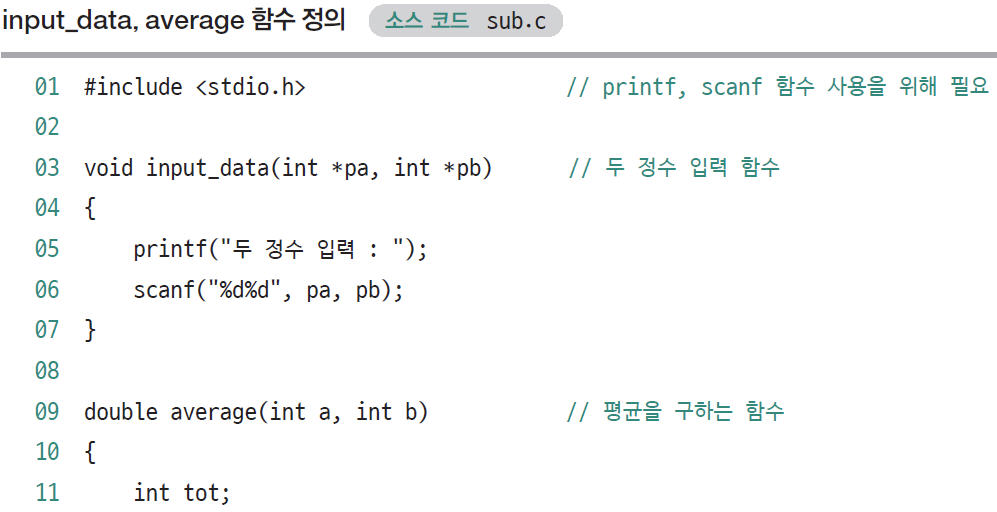 input_data, average 함수 정의 소스 코드 sub.c
01 #include <stdio.h> // printf, scanf 함수 사용을 위해 필요
02
03 void input_data(int *pa, int *pb) // 두 정수 입력 함수
04 {
05 printf("두 정수 입력 : ");
06 scanf("%d%d", pa, pb);
07 }
08
09 double average(int a, int b) // 평균을 구하는 함수
10 {
11 int tot;